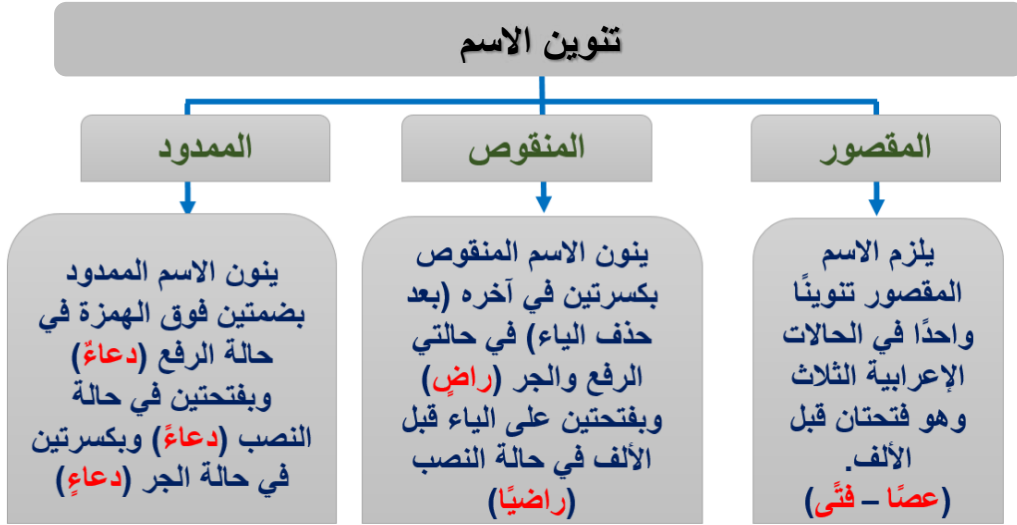 تنوين الاسم
المقصور
المنقوص
الممدود
يلزم الاسم
المقصور تنوينًا
واحدًا في الحالات
الإعرابية الثلاث
وهو فتحتان قبل
الألف.
(عصًا – فتًى)
ينون الاسم المنقوص
بكسرتين في آخره (بعد
حذف الياء) في حالتي
الرفع والجر (راضٍ)
وبفتحتين على الياء قبل
الألف في حالة النصب
(راضيًا)
ينون الاسم الممدود
بضمتين فوق الهمزة في
حالة الرفع (دعاءٌ)
وبفتحتين في حالة
النصب (دعاءً) وبكسرتين
في حالة الجر (دعاءٍ)